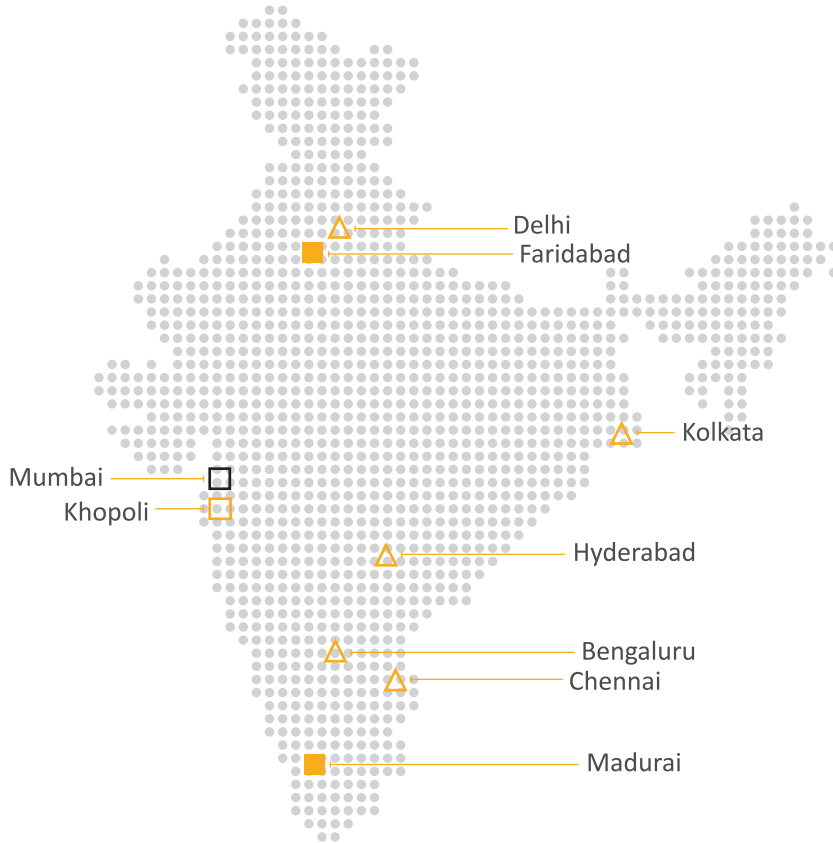 Delhi
Faridabad
Kolkata
Mumbai
Khopoli
Hyderabad
Bengaluru
Chennai
Madurai